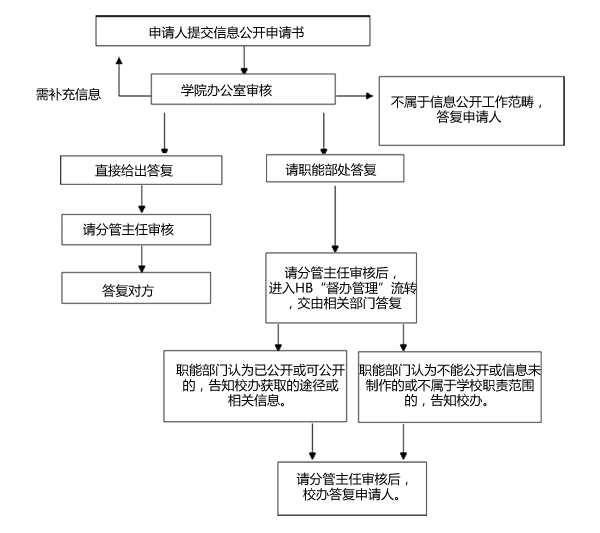 申请人提交信息公开申请书
需补充信息
学院办公室审核
不属于信息公开工作范畴，
答复申请人
直接给出答复
请职能部处答复
请分管主任审核
答复对方
请分管主任审核后，
进入HB“督办管理”流转
，交由相关部门答复
职能部门认为已公开或可公开
的，告知校办获取的途径或
相关信息。
职能部门认为不能公开或信息未
制作的或不属于学校职责范围
的，告知校办。
请分管主任审核后，
校办答复申请人。